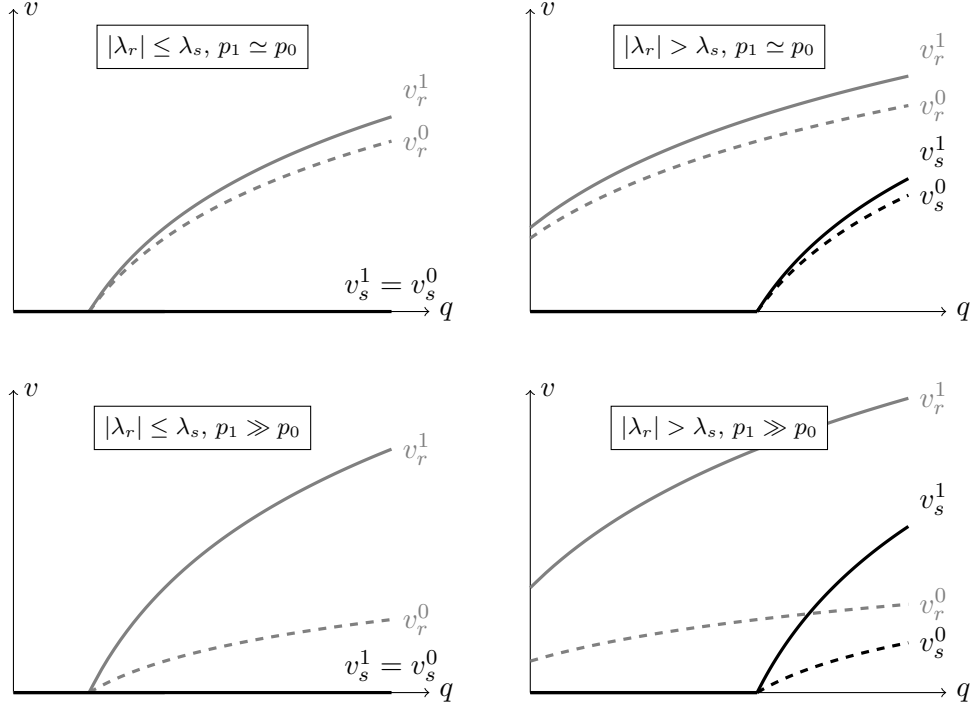 v
|λ_r| ≤ λ_s, p_1 ≃ p_0
v_r^1
v_r^0
v_s^1 = v_s^0
q
v
|λ_r| > λ_s, p_1 ≃ p_0
v_r^1
v_r^0
v_s^1
v_s^0
q
v
|λ_r| ≤ λ_s, p_1 ≫ p_0
v_r^1
v_r^0
v_s^1 = v_s^0
q
v
|λ_r| > λ_s, p_1 ≫ p_0
v_r^1
v_s^1
v_r^0
v_s^0
q